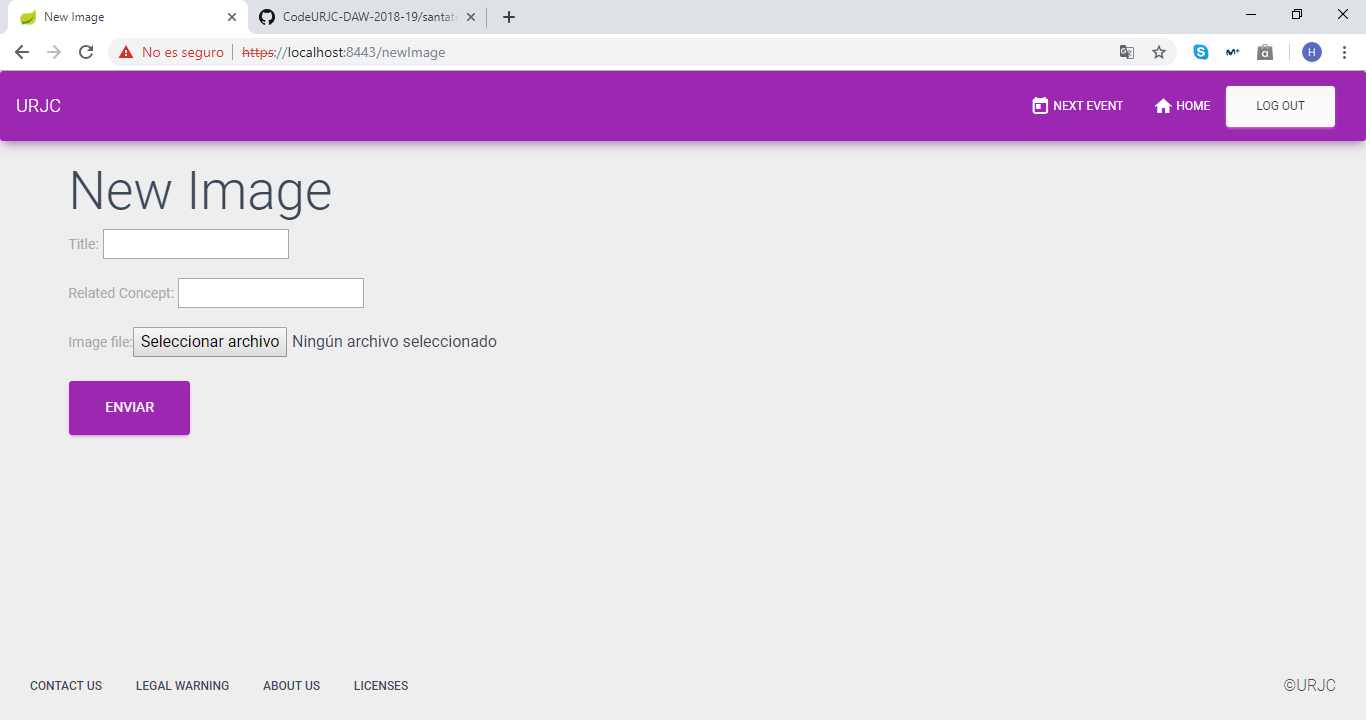 New Image
CodeURJC-DAW-2018-19/santat
No es seguro https://localhost:8443/newImage
H
URJC
NEXT EVENT
HOME
LOG OUT
New Image
Title:
Related Concept:
Image file: Seleccionar archivo Ningún archivo seleccionado
ENVIAR
CONTACT US
LEGAL WARNING
ABOUT US
LICENSES
©URJC